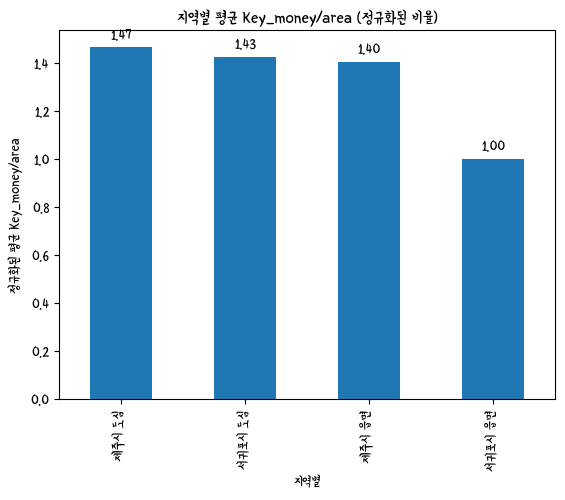 지역별 평균 Key_money/area (정규화된 비율)
정규화된 평균 Key_money/area
1.4
1.2
1.0
0.8
0.6
0.4
0.2
0.0
1.47
1.43
1.40
1.00
제주시 도심
서귀포시 도심
제주시 읍면
서귀포시 읍면
지역별